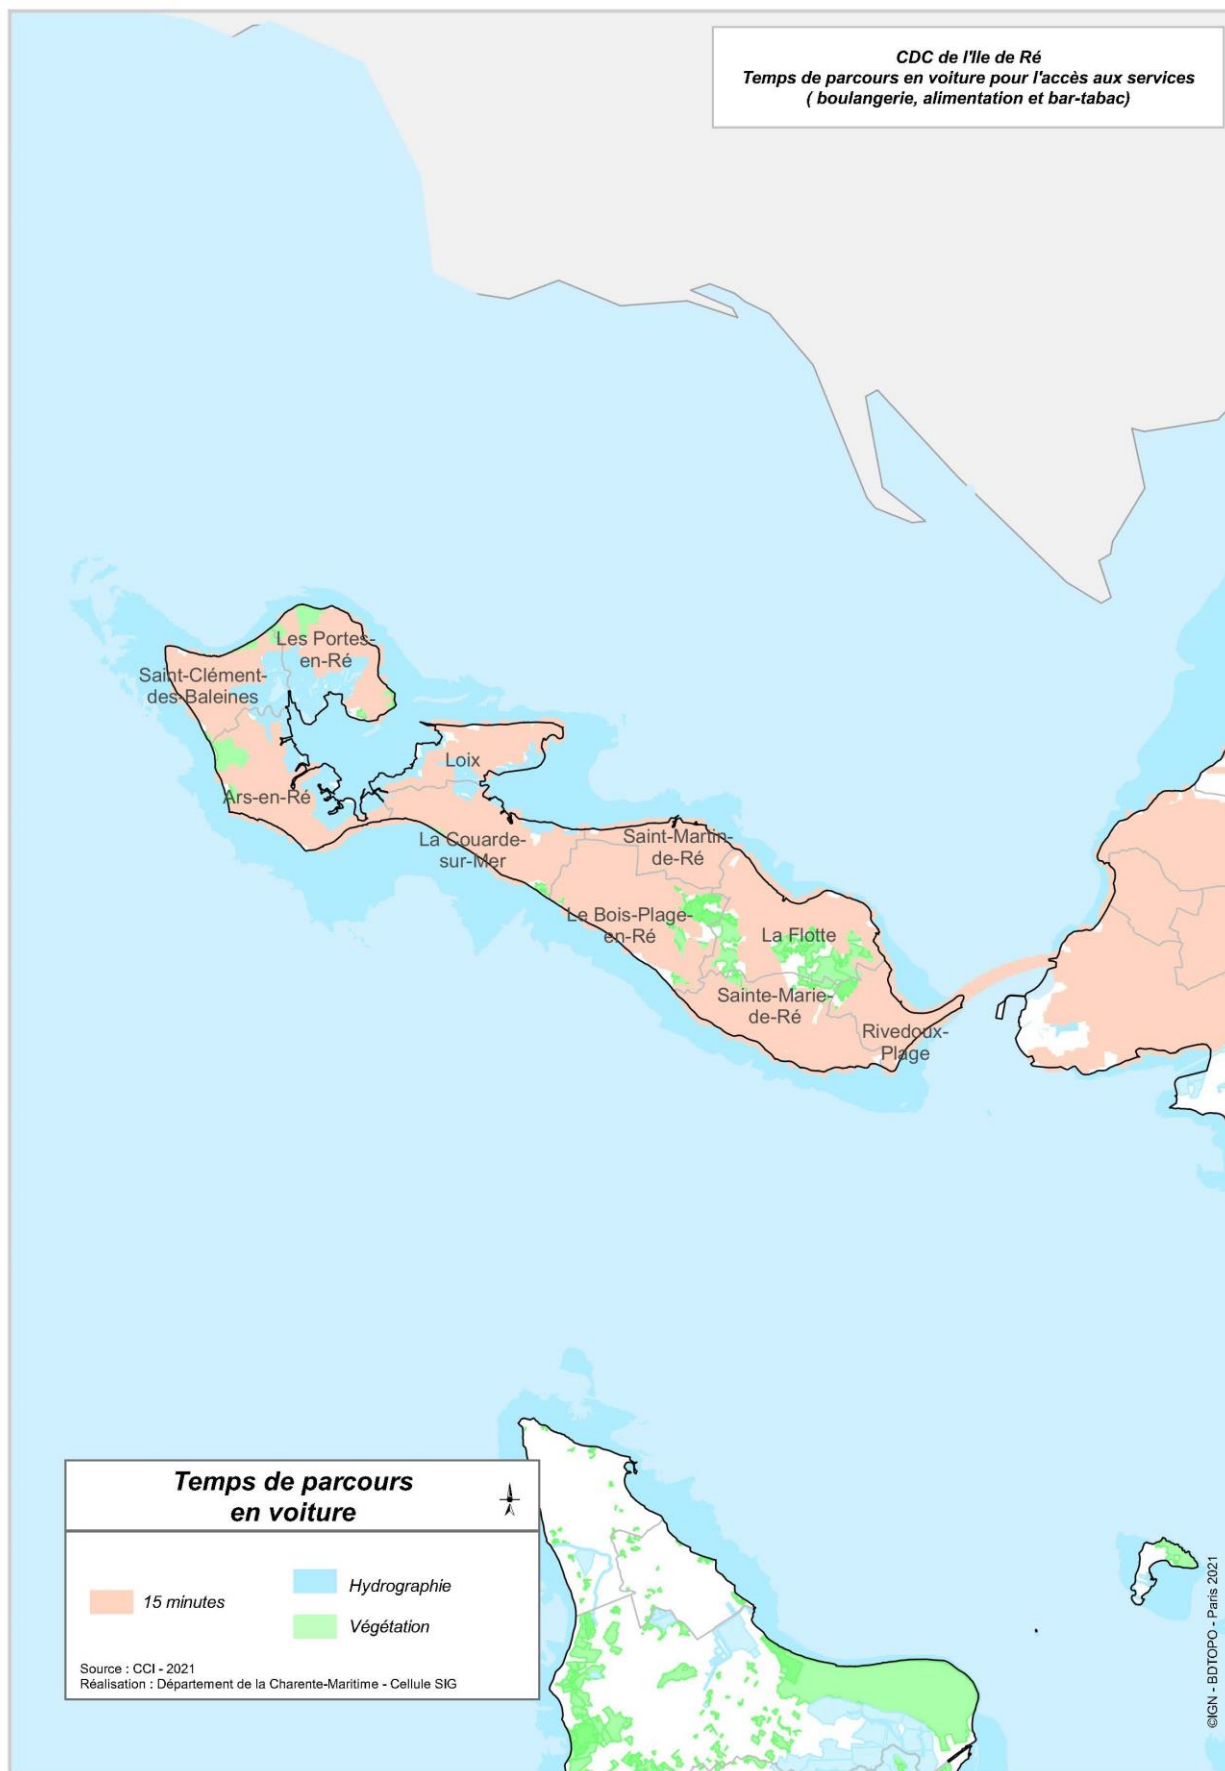 CDC de l'Ile de Ré
Temps de parcours en voiture pour l'accès aux services
( boulangerie, alimentation et bar-tabac)
Les Portes-
en-Ré
Saint-Clément-
des-Baleines
Loix
Ars-en-Ré
La Couarde-
sur-Mer
Saint-Martin-
de-Ré
Le Bois-Plage-
en-Ré
La Flotte
Sainte-Marie-
de-Ré
Rivedoux-
Plage
Temps de parcours
en voiture
15 minutes
Hydrographie
Végétation
Source : CCI - 2021
Réalisation : Département de la Charente-Maritime - Cellule SIG
©IGN - BDTOPO - Paris 2021